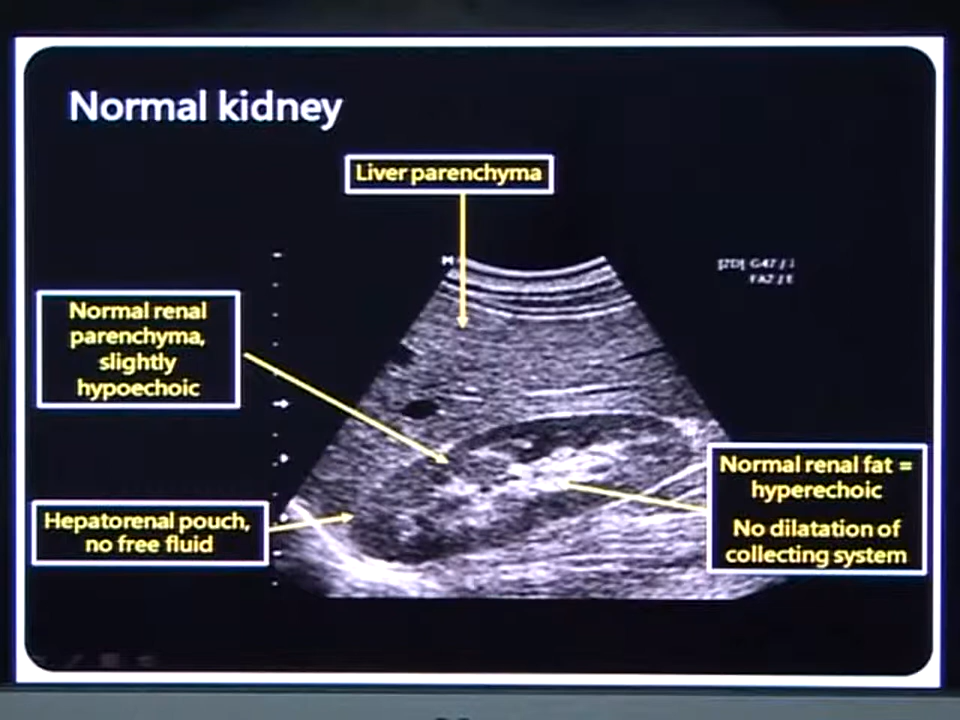 Normal kidney
Liver parenchyma
Normal renal
parenchyma,
slightly
hypoechoic
Hepatorenal pouch,
no free fluid
Normal renal fat =
hyperechoic
No dilatation of
collecting system